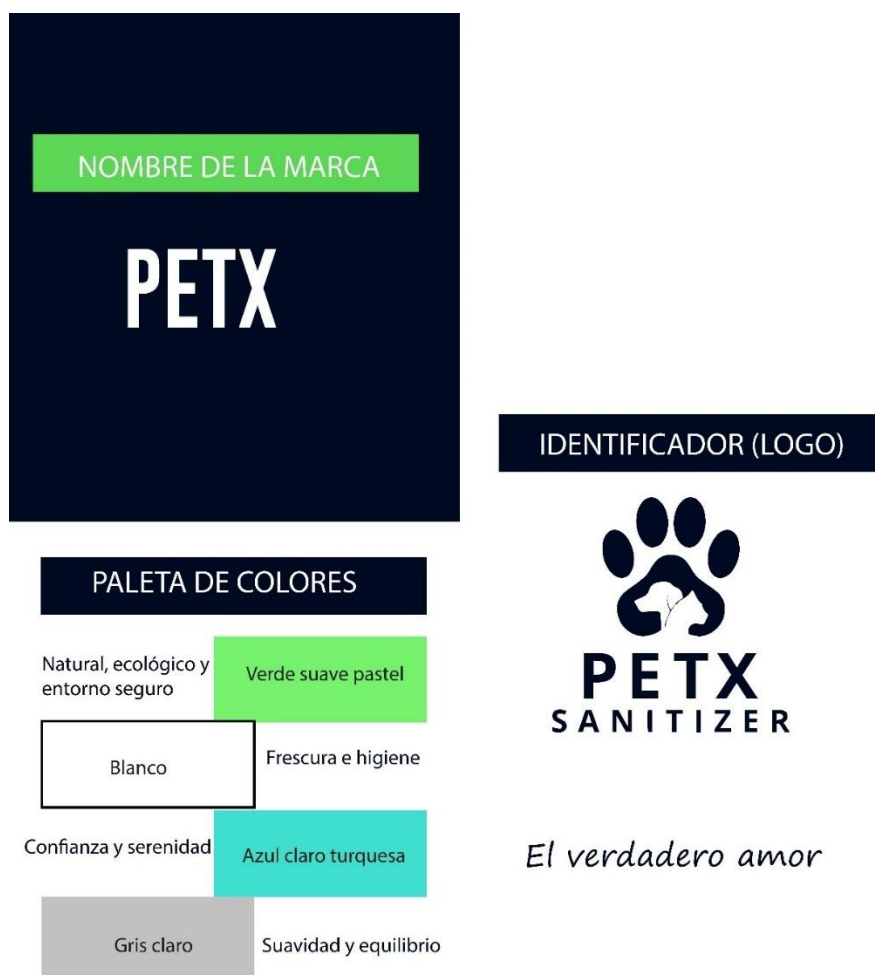 NOMBRE DE LA MARCA
PETX
PALETA DE COLORES
Natural, ecológico y
entorno seguro
Verde suave pastel
Blanco
Frescura e higiene
Confianza y serenidad
Azul claro turquesa
Gris claro
Suavidad y equilibrio
IDENTIFICADOR (LOGO)
PETX
SANITIZER
El verdadero amor